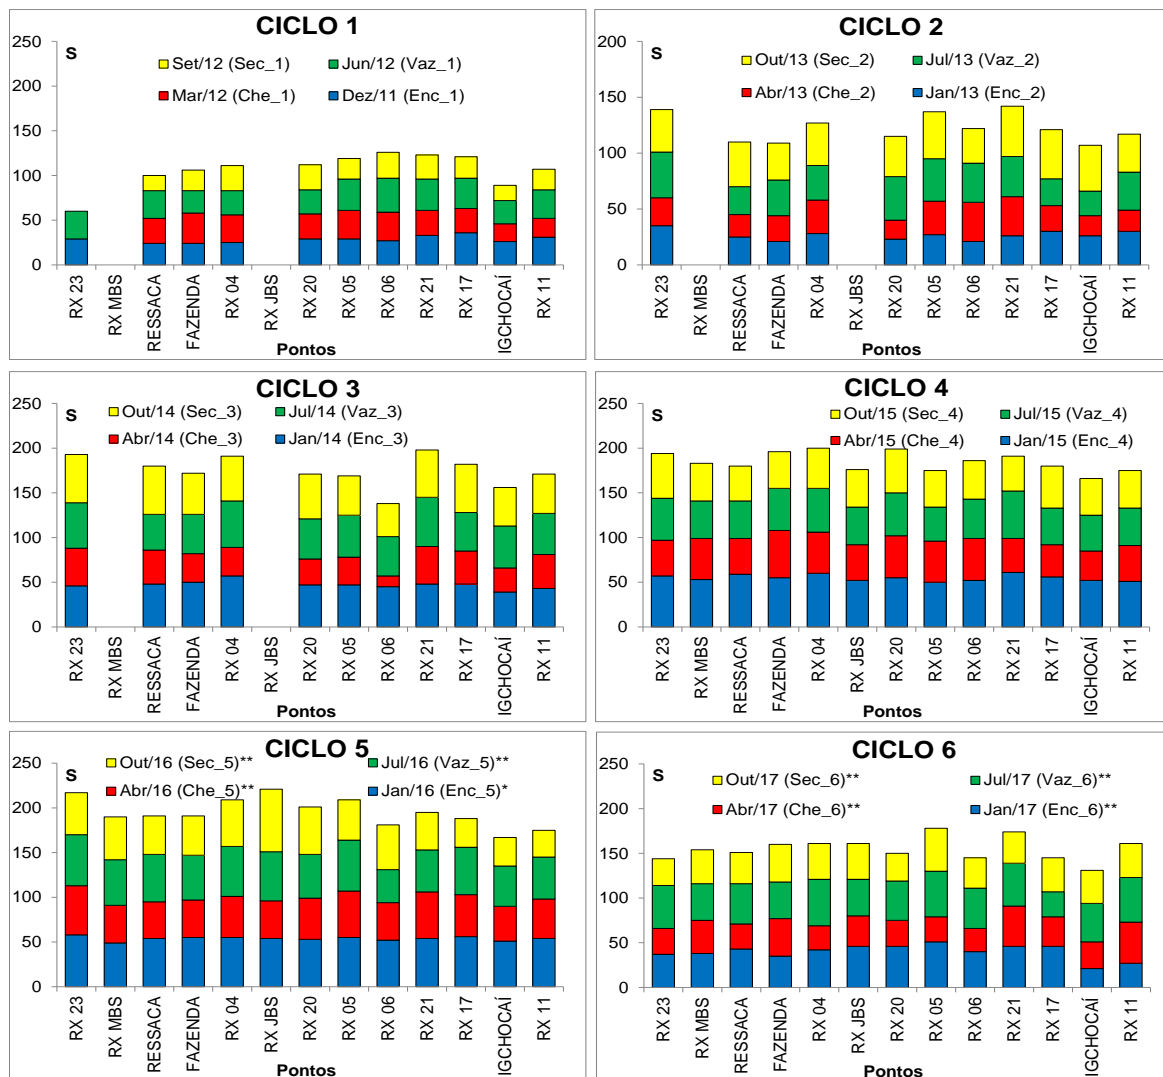 CICLO 1
S
250
200
150
100
50
0
Set/12 (Sec_1)
Jun/12 (Vaz_1)
Mar/12 (Che_1)
Dez/11 (Enc_1)
RX 23
RX MBS
RESSACA
FAZENDA
RX 04
RX JBS
RX 20
RX 05
RX 06
RX 21
RX 17
IGCHOCAÍ
RX 11
Pontos
CICLO 2
S
200
150
100
50
0
Out/13 (Sec_2)
Jul/13 (Vaz_2)
Abr/13 (Che_2)
Jan/13 (Enc_2)
RX 23
RX MBS
RESSACA
FAZENDA
RX 04
RX JBS
RX 20
RX 05
RX 06
RX 21
RX 17
IGCHOCAÍ
RX 11
Pontos
CICLO 3
S
250
200
150
100
50
0
Out/14 (Sec_3)
Jul/14 (Vaz_3)
Abr/14 (Che_3)
Jan/14 (Enc_3)
RX 23
RX MBS
RESSACA
FAZENDA
RX 04
RX JBS
RX 20
RX 05
RX 06
RX 21
RX 17
IGCHOCAÍ
RX 11
Pontos
CICLO 4
S
250
200
150
100
50
0
Out/15 (Sec_4)
Jul/15 (Vaz_4)
Abr/15 (Che_4)
Jan/15 (Enc_4)
RX 23
RX MBS
RESSACA
FAZENDA
RX 04
RX JBS
RX 20
RX 05
RX 06
RX 21
RX 17
IGCHOCAÍ
RX 11
Pontos
CICLO 5
S
250
200
150
100
50
0
Out/16 (Sec_5)**
Jul/16 (Vaz_5)**
Abr/16 (Che_5)**
Jan/16 (Enc_5)*
RX 23
RX MBS
RESSACA
FAZENDA
RX 04
RX JBS
RX 20
RX 05
RX 06
RX 21
RX 17
IGCHOCAÍ
RX 11
Pontos
CICLO 6
S
250
200
150
100
50
0
Out/17 (Sec_6)**
Jul/17 (Vaz_6)**
Abr/17 (Che_6)**
Jan/17 (Enc_6)**
RX 23
RX MBS
RESSACA
FAZENDA
RX 04
RX JBS
RX 20
RX 05
RX 06
RX 21
RX 17
IGCHOCAÍ
RX 11
Pontos